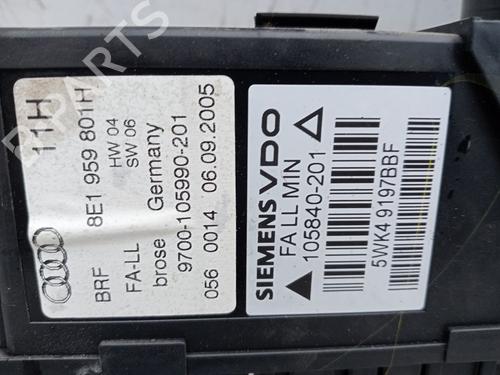 11H
8E1 959 801H
BRF
HW 04
SW 06
FA-LL
brose Germany
9700-105990-201
056 0014 06.09.2005
SIEMENS VDO
FA LL MIN
105840-201
5WK4 9197BBF
B PARTS